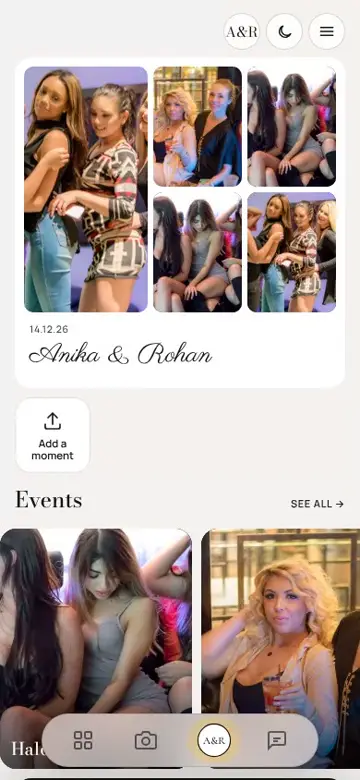 A&R
14.12.26
Anika & Rohan
Add a
moment
Events
SEE ALL →
A&R